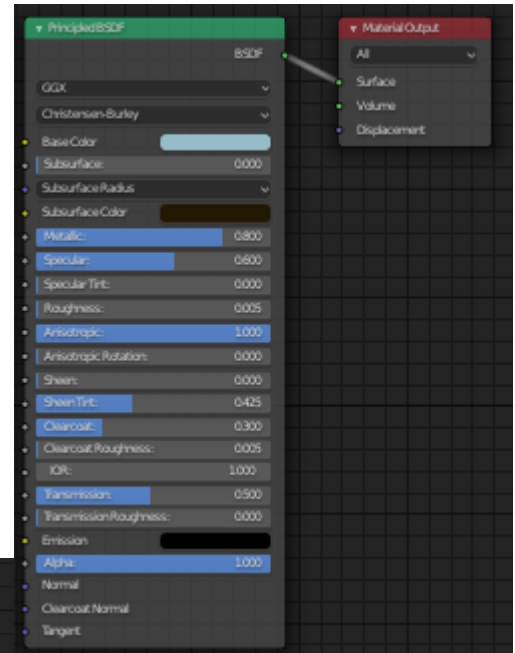 Principled BSDF
BSDF
GGX
Christensen-Burley
Base Color
Subsurface: 0.000
Subsurface Radius
Subsurface Color
Metallic: 0.800
Specular: 0.600
Specular Tint: 0.000
Roughness: 0.005
Anisotropic: 1.000
Anisotropic Rotation: 0.000
Sheen: 0.000
Sheen Tint: 0.425
Clearcoat: 0.300
Clearcoat Roughness: 0.005
IOR: 1.000
Transmission: 0.500
Transmission Roughness: 0.000
Emission
Alpha: 1.000
Normal
Clearcoat Normal
Tangent
Material Output
All
Surface
Volume
Displacement